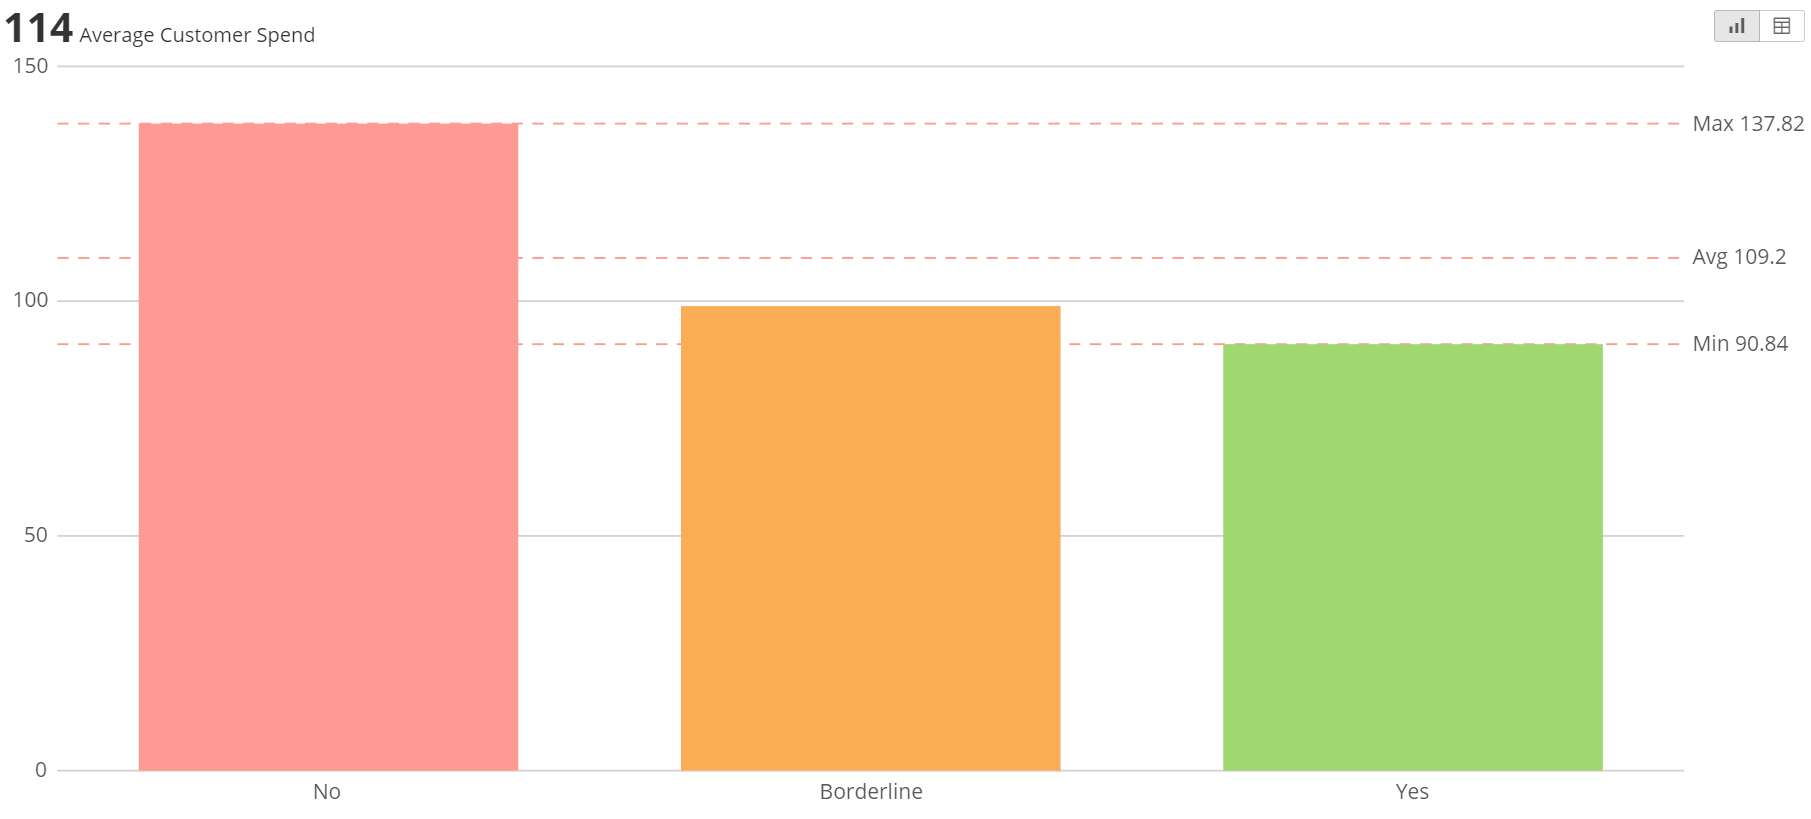 114 Average Customer Spend
150
Max 137.82
Avg 109.2
100
Min 90.84
50
0
No Borderline Yes